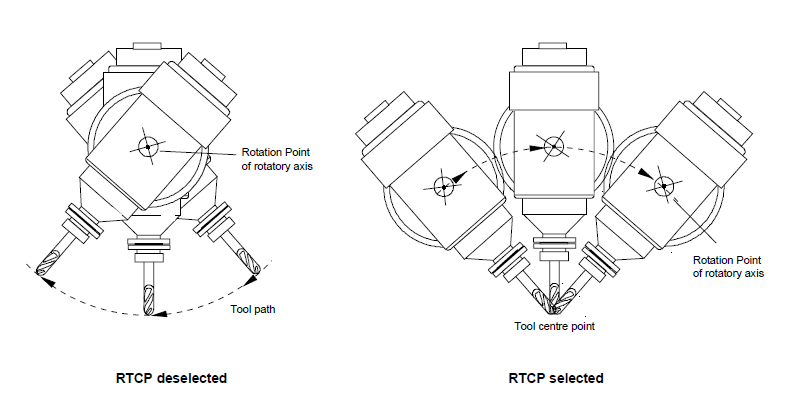 Rotation Point
of rotatory axis
Tool path
RTCP deselected
Rotation Point
of rotatory axis
Tool centre point
RTCP selected